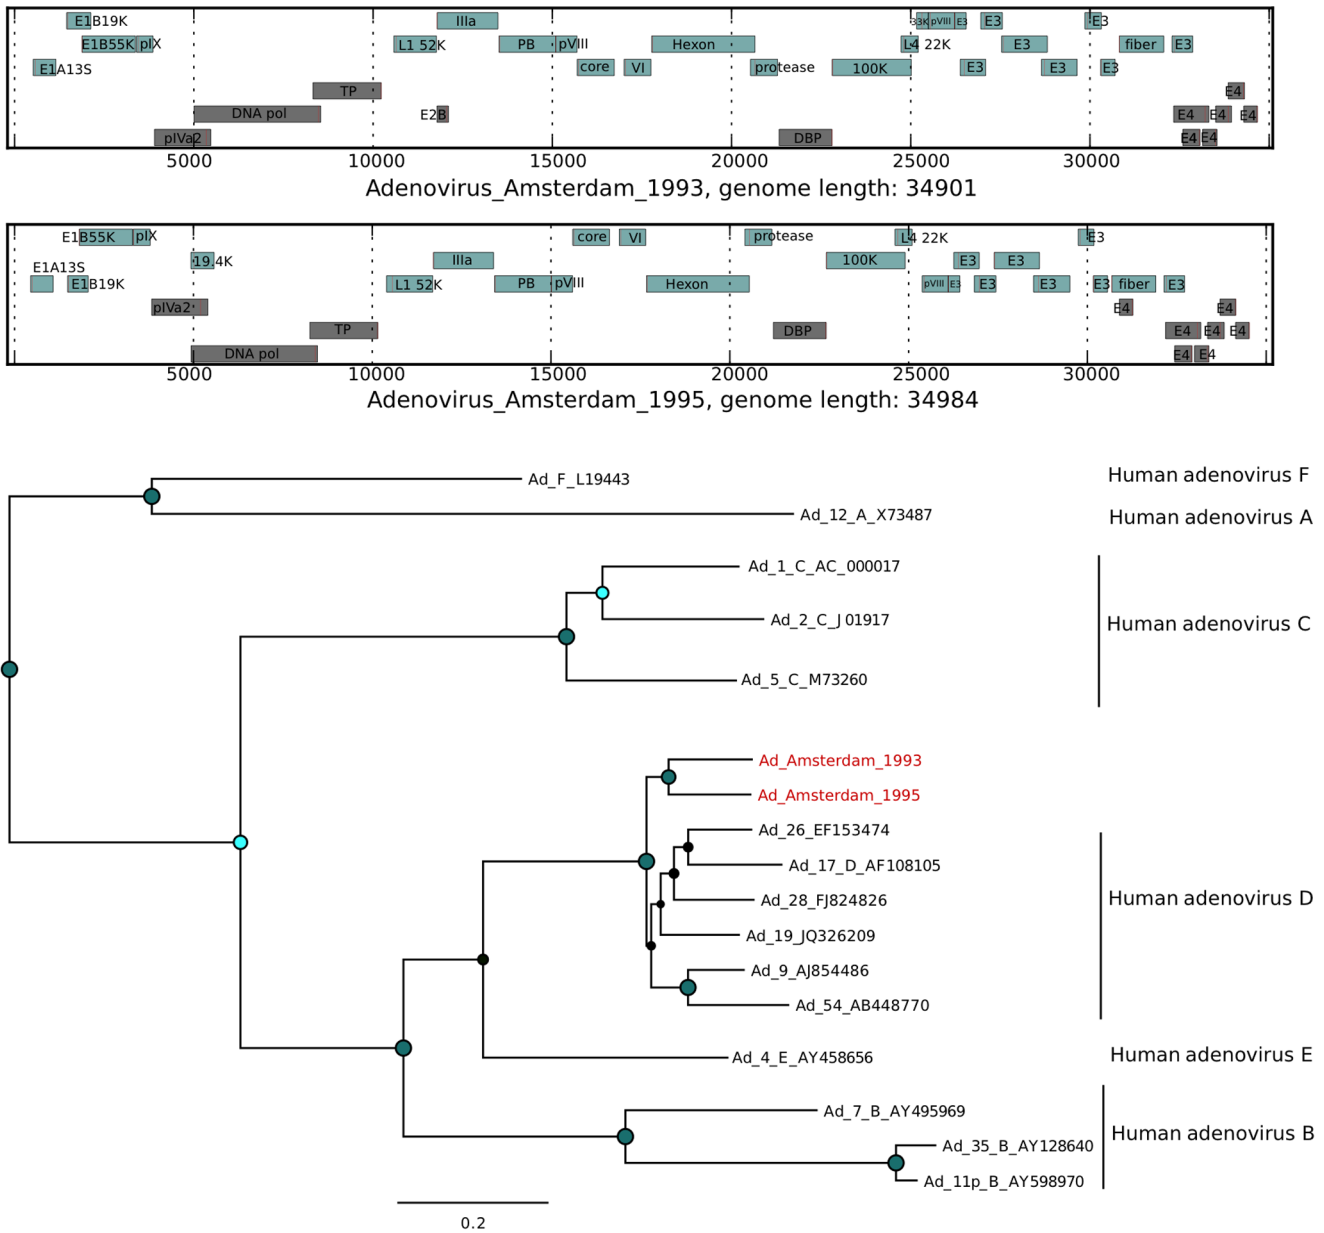 E1B19K IIIa 33K pVIII E3 E3 E3
E1B55K pIX L1 52K PB pVIII Hexon L4 22K E3 fiber E3
E1A13S core VI protease 100K E3 E3 E3
TP E4
DNA pol E2B E4 E4 E4
pIVa2 DBP E4 E4
5000 10000 15000 20000 25000 30000
Adenovirus_Amsterdam_1993, genome length: 34901
E1B55K pIX core VI protease L4 22K E3
19.4K IIIa 100K E3 E3
E1A13S E1B19K L1 52K PB pVIII Hexon pVIII E3 E3 E3 E3 fiber E3
pIVa2 E4 E4
TP DBP E4 E4 E4
DNA pol E4 E4
5000 10000 15000 20000 25000 30000
Adenovirus_Amsterdam_1995, genome length: 34984
Ad_F_L19443 Human adenovirus F
Ad_12_A_X73487 Human adenovirus A
Ad_1_C_AC_000017
Ad_2_C_J01917 Human adenovirus C
Ad_5_C_M73260
Ad_Amsterdam_1993
Ad_Amsterdam_1995
Ad_26_EF153474
Ad_17_D_AF108105
Ad_28_FJ824826 Human adenovirus D
Ad_19_JQ326209
Ad_9_AJ854486
Ad_54_AB448770
Ad_4_E_AY458656 Human adenovirus E
Ad_7_B_AY495969
Human adenovirus B
Ad_35_B_AY128640
Ad_11p_B_AY598970
0.2